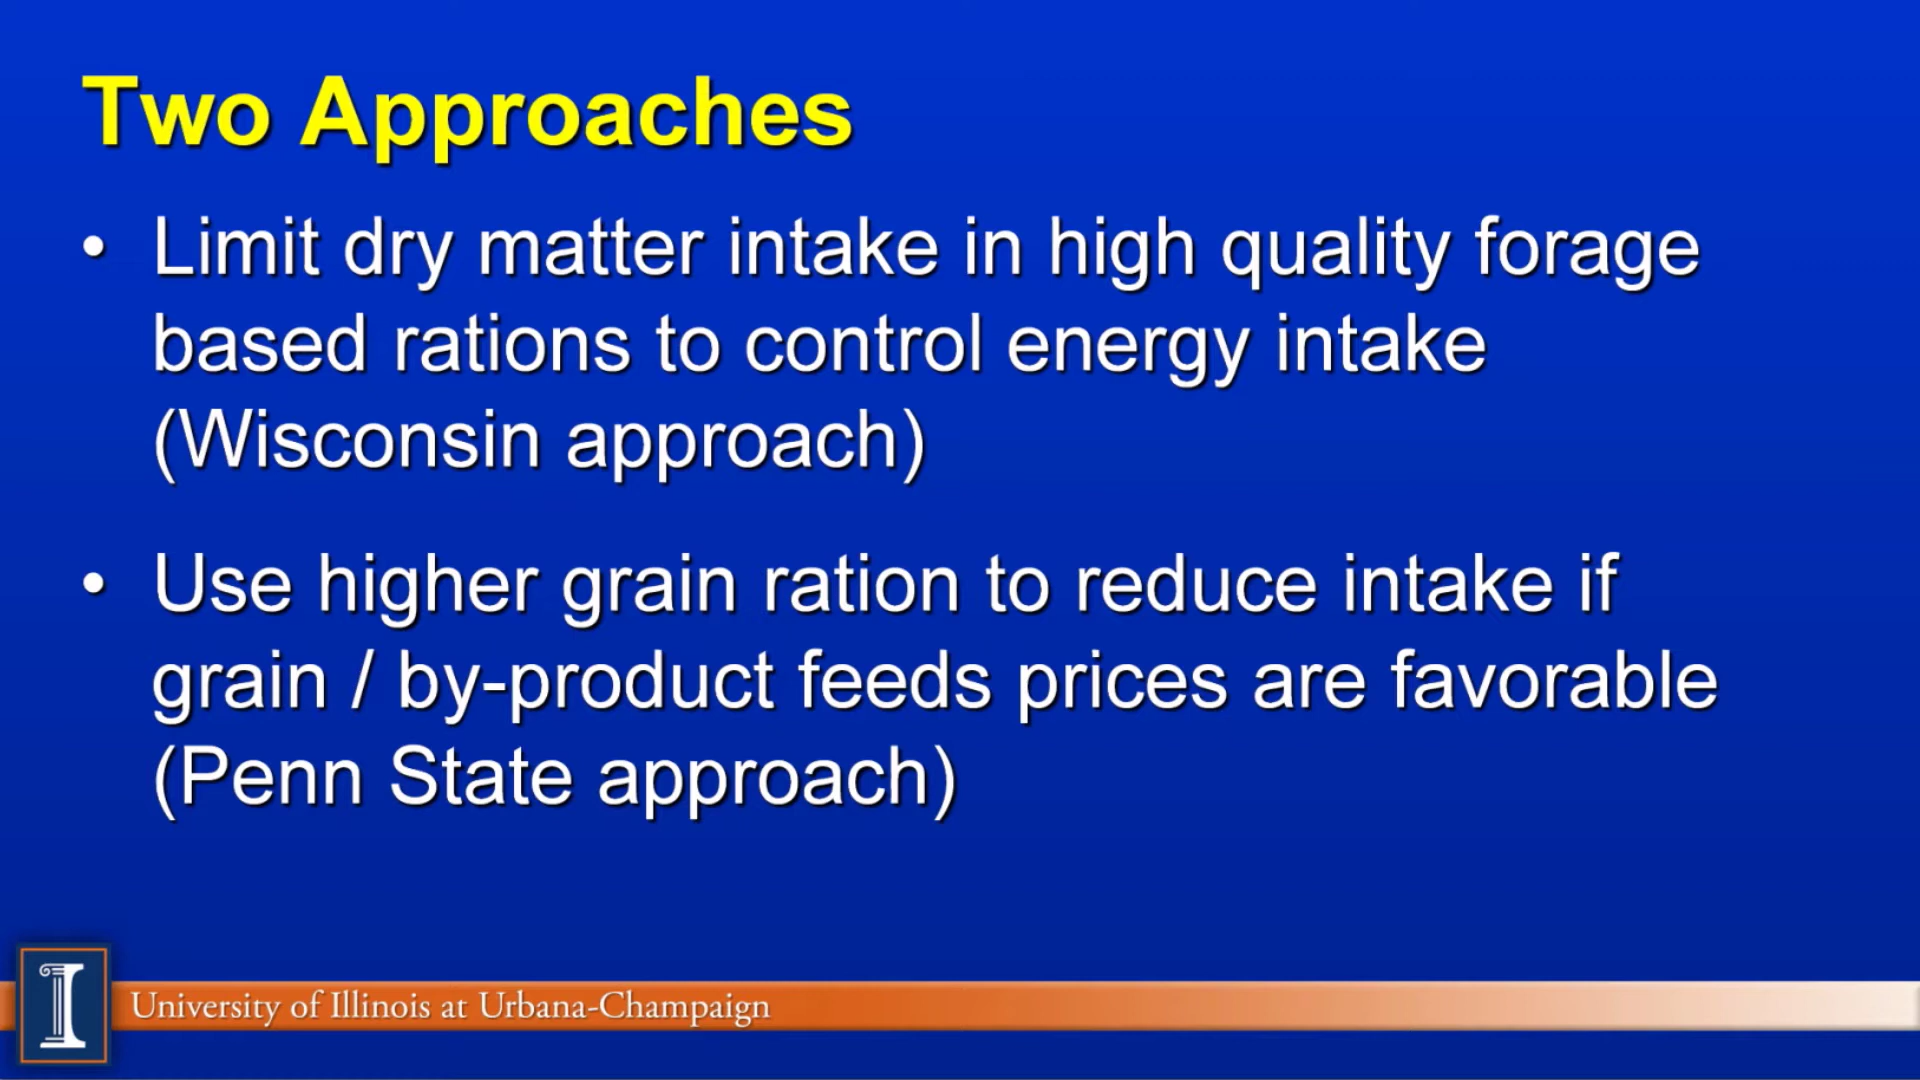 Two Approaches
• Limit dry matter intake in high quality forage
based rations to control energy intake
(Wisconsin approach)
• Use higher grain ration to reduce intake if
grain / by-product feeds prices are favorable
(Penn State approach)
I
University of Illinois at Urbana-Champaign